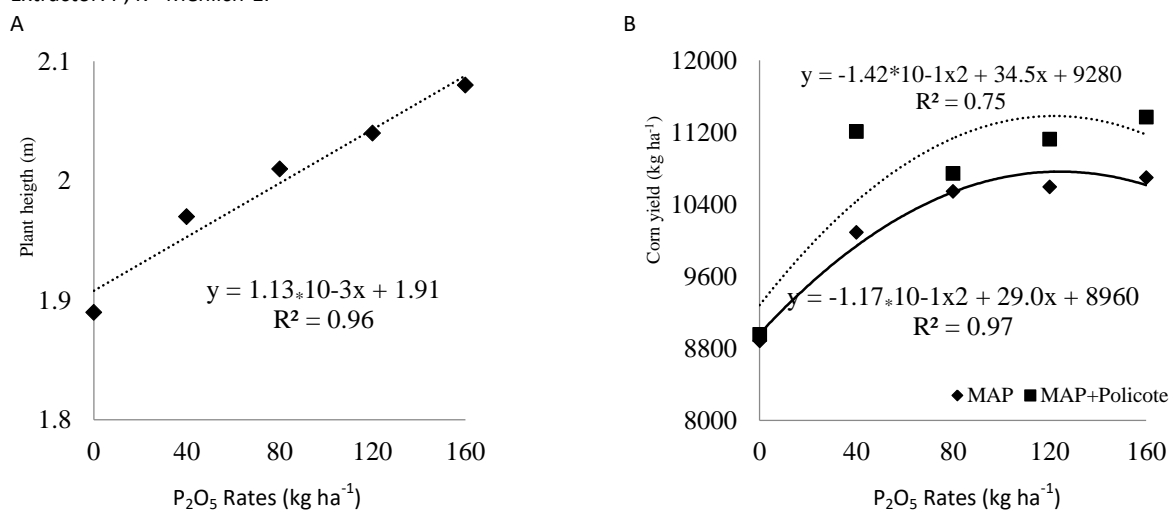 A
B
2.1
2
1.9
1.8
Plant heigth (m)
y = 1.13*10-3x + 1.91
R² = 0.96
0 40 80 120 160
P₂O₅ Rates (kg ha⁻¹)
12000
11200
10400
9600
8800
8000
Corn yield (kg ha⁻¹)
y = -1.42*10-1x2 + 34.5x + 9280
R² = 0.75
y = -1.17*10-1x2 + 29.0x + 8960
R² = 0.97
MAP MAP+Policote
0 40 80 120 160
P₂O₅ Rates (kg ha⁻¹)